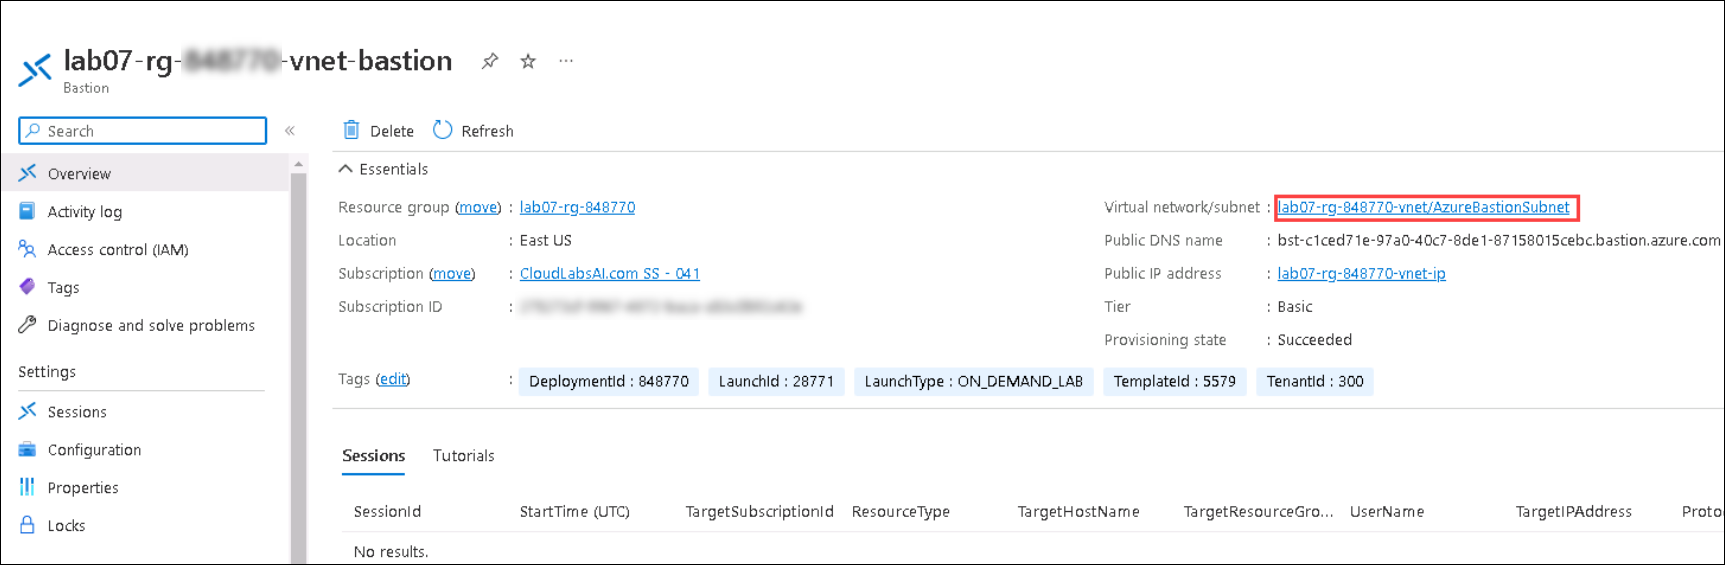 lab07-rg- -vnet-bastion
Bastion
Search
Delete
Refresh
Overview
Activity log
Access control (IAM)
Tags
Diagnose and solve problems
Settings
Sessions
Configuration
Properties
Locks
Essentials
Resource group (move) : lab07-rg-848770
Location : East US
Subscription (move) : CloudLabsAI.com SS - 041
Subscription ID :
Virtual network/subnet : lab07-rg-848770-vnet/AzureBastionSubnet
Public DNS name : bst-c1ced71e-97a0-40c7-8de1-87158015cebc.bastion.azure.com
Public IP address : lab07-rg-848770-vnet-ip
Tier : Basic
Provisioning state : Succeeded
Tags (edit) : DeploymentId : 848770 LaunchId : 28771 LaunchType : ON_DEMAND_LAB TemplateId : 5579 TenantId : 300
Sessions Tutorials
SessionId StartTime (UTC) TargetSubscriptionId ResourceType TargetHostName TargetResourceGro... UserName TargetIPAddress Proto
No results.